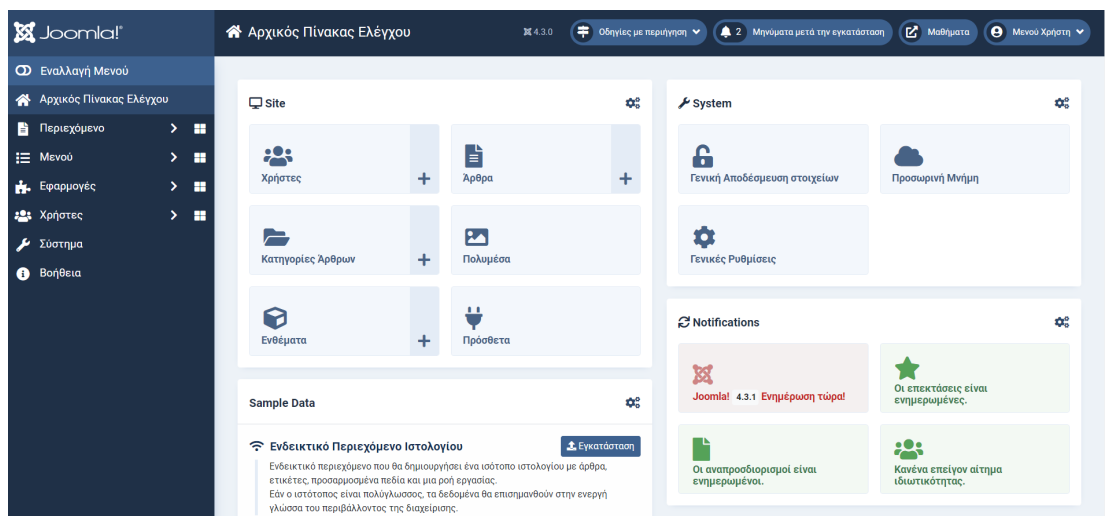 Joomla!®
Αρχικός Πίνακας Ελέγχου
4.3.0
Οδηγίες με περιήγηση
2 Μηνύματα μετά την εγκατάσταση
Μαθήματα
Μενού Χρήστη
Εναλλαγή Μενού
Αρχικός Πίνακας Ελέγχου
Περιεχόμενο
Μενού
Εφαρμογές
Χρήστες
Σύστημα
Βοήθεια
Site
Χρήστες
Άρθρα
Κατηγορίες Άρθρων
Πολυμέσα
Ενθέματα
Πρόσθετα
Sample Data
Ενδεικτικό Περιεχόμενο Ιστολογίου
Εγκατάσταση
Ενδεικτικό περιεχόμενο που θα δημιουργήσει ένα ισότοπο ιστολογίου με άρθρα,
ετικέτες, προσαρμοσμένα πεδία και μια ροή εργασίας.
Εάν ο ιστότοπος είναι πολύγλωσσος, τα δεδομένα θα επισημανθούν στην ενεργή
γλώσσα του περιβάλλοντος της διαχείρισης.
System
Γενική Αποδέσμευση στοιχείων
Προσωρινή Μνήμη
Γενικές Ρυθμίσεις
Notifications
Joomla! 4.3.1 Ενημέρωση τώρα!
Οι επεκτάσεις είναι
ενημερωμένες.
Οι αναπροσδιορισμοί είναι
ενημερωμένοι.
Κανένα επείγον αίτημα
ιδιωτικότητας.